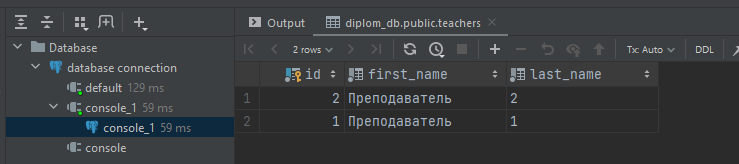 Database
database connection
default 129 ms
console_1 59 ms
console_1 59 ms
console
Output
diplom_db.public.teachers
2 rows
Tx: Auto
DDL
id first_name last_name
1 2 Преподаватель 2
2 1 Преподаватель 1